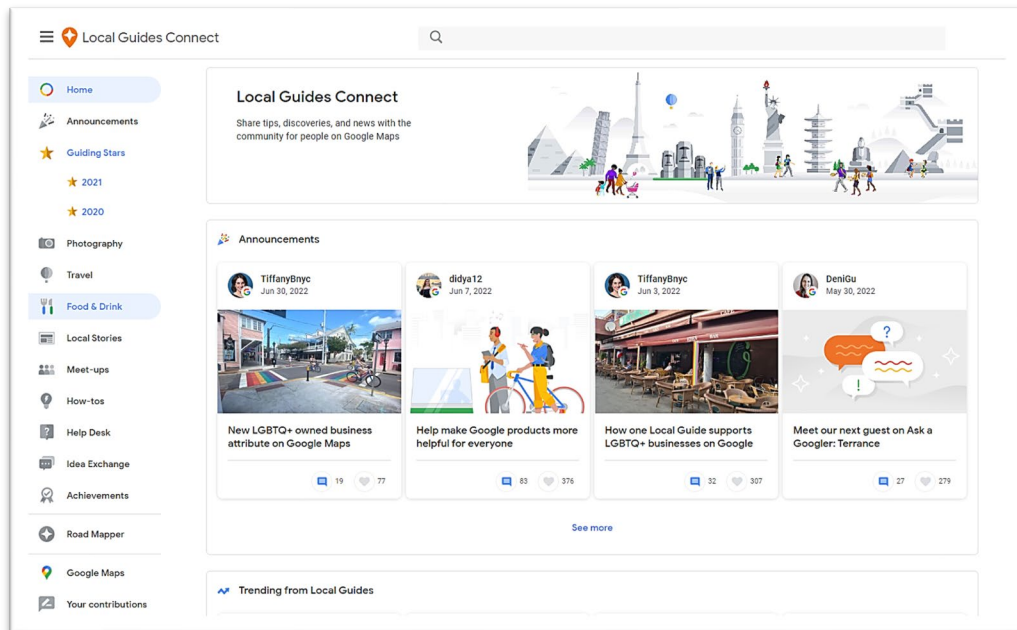 Local Guides Connect
Home
Announcements
Guiding Stars
2021
2020
Photography
Travel
Food & Drink
Local Stories
Meet-ups
How-tos
Help Desk
Idea Exchange
Achievements
Road Mapper
Google Maps
Your contributions
Local Guides Connect
Share tips, discoveries, and news with the
community for people on Google Maps
Announcements
TiffanyBnyc
Jun 30, 2022
New LGBTQ+ owned business
attribute on Google Maps
19 77
didya12
Jun 7, 2022
Help make Google products more
helpful for everyone
83 376
TiffanyBnyc
Jun 3, 2022
How one Local Guide supports
LGBTQ+ businesses on Google
32 307
DeniGu
May 30, 2022
?
!
Meet our next guest on Ask a
Googler: Terrance
27 279
See more
Trending from Local Guides